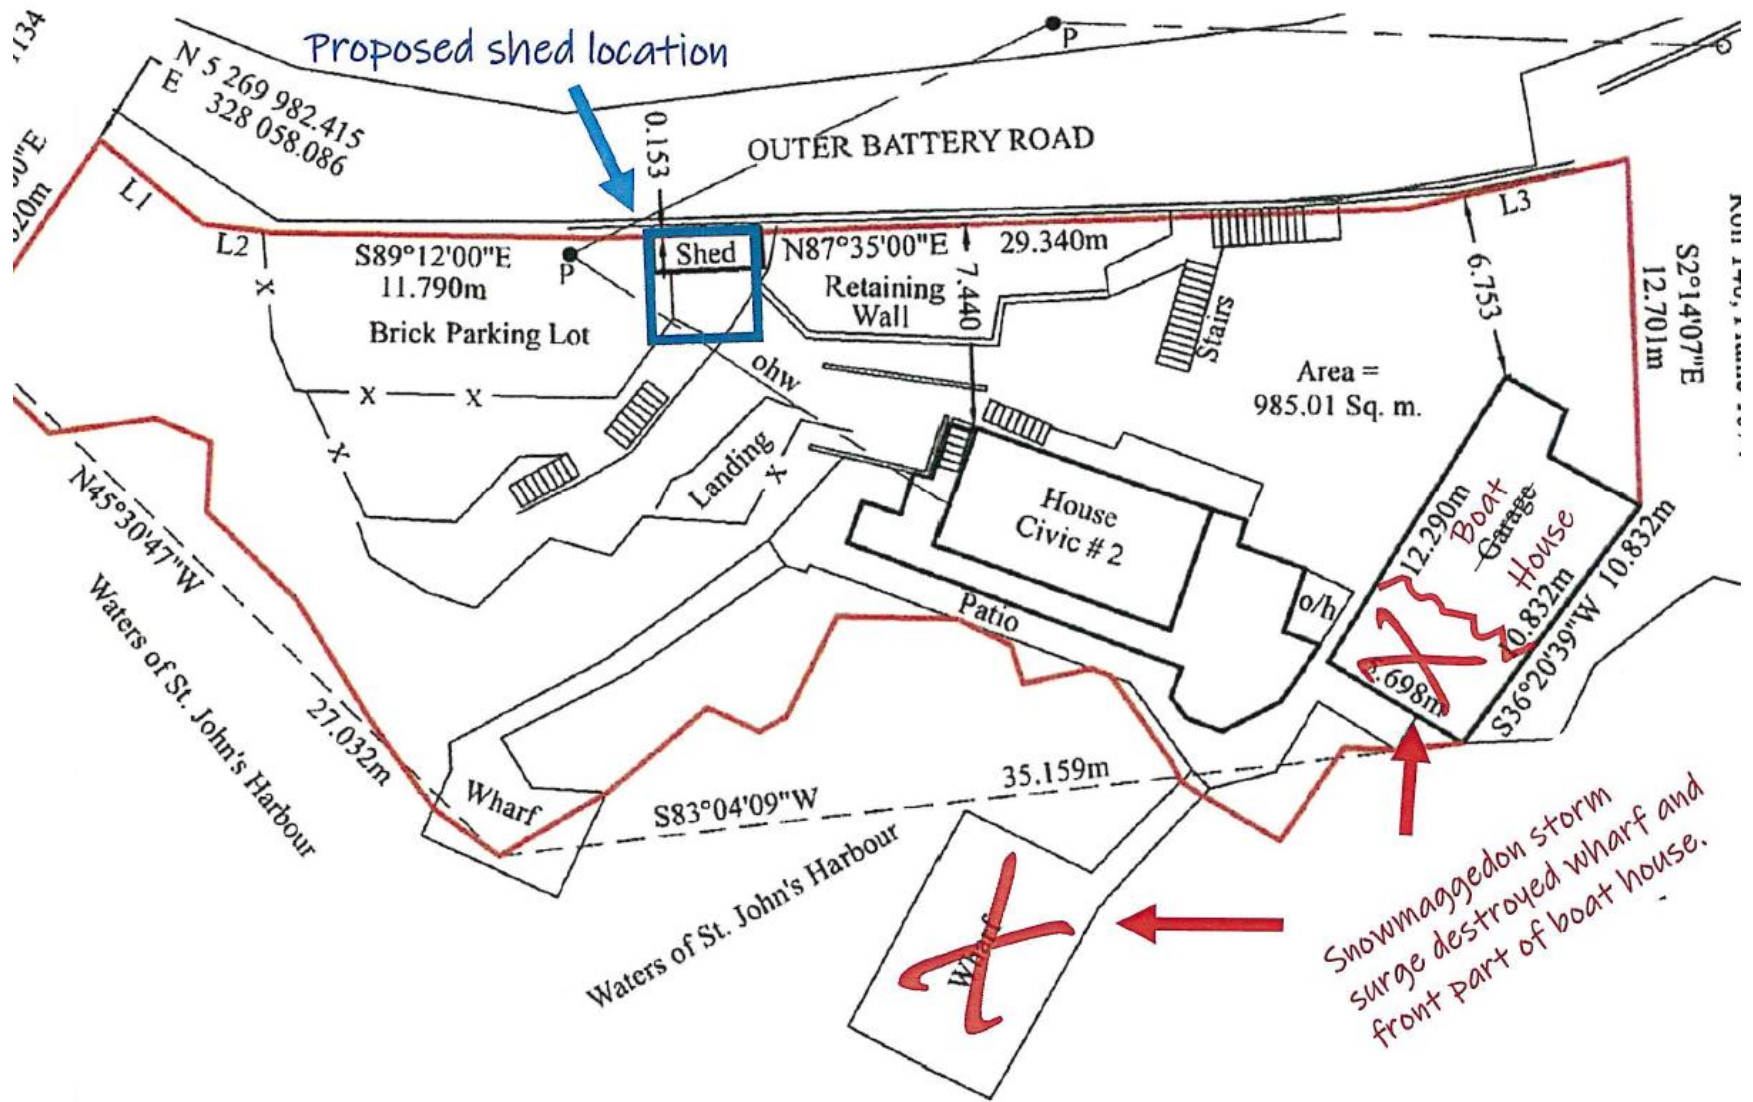 1134
Proposed shed location
P
N 5 269 982.415
E 328 058.086
0.153
OUTER BATTERY ROAD
00"E
.820m
L1
L2
L3
S89°12'00"E
11.790m
P
Shed
N87°35'00"E
29.340m
7.440
Retaining
Wall
6.753
S2°14'07"E
12.701m
Brick Parking Lot
X
X
X
X
ohw
Stairs
Area =
985.01 Sq. m.
Landing
X
N45°30'47"W
27.032m
House
Civic # 2
12.290m
Boat
Garage
House
10.832m
S36°20'39"W 10.832m
.698m
o/h
Patio
Waters of St. John's Harbour
Wharf
S83°04'09"W
35.159m
Waters of St. John's Harbour
Wharf
Snowmaggedon storm
surge destroyed wharf and
front part of boat house.